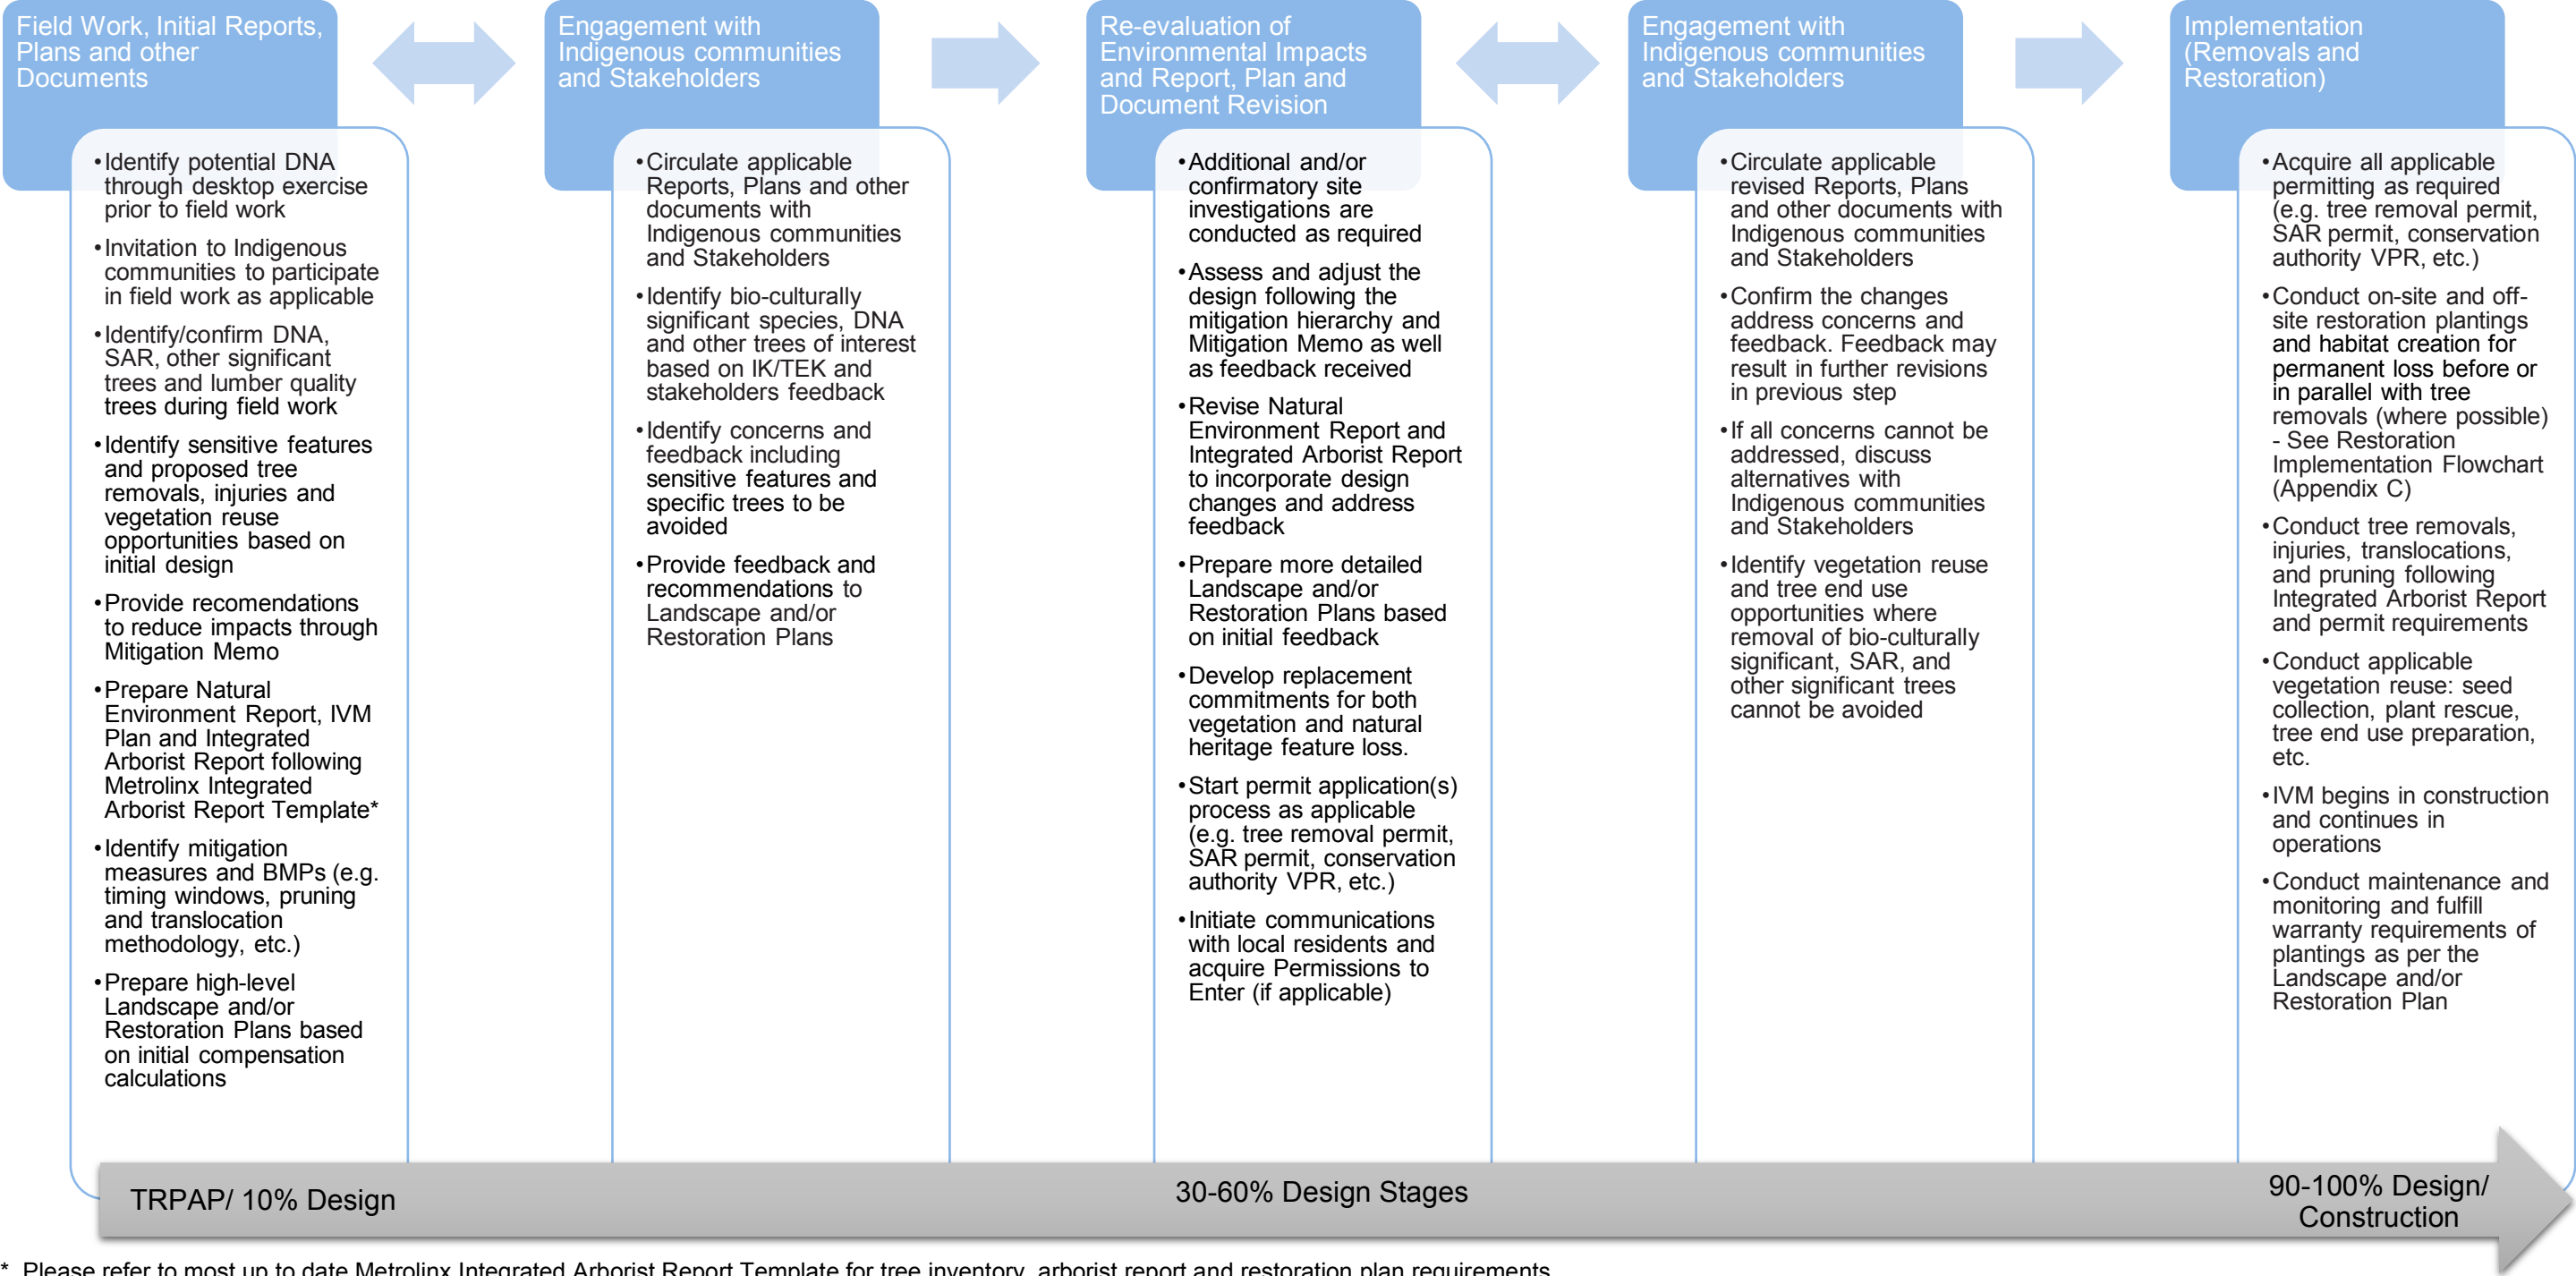 Field Work, Initial Reports,
Plans and other
Documents
•Identify potential DNA
through desktop exercise
prior to field work
•Invitation to Indigenous
communities to participate
in field work as applicable
•Identify/confirm DNA,
SAR, other significant
trees and lumber quality
trees during field work
•Identify sensitive features
and proposed tree
removals, injuries and
vegetation reuse
opportunities based on
initial design
•Provide recomendations
to reduce impacts through
Mitigation Memo
•Prepare Natural
Environment Report, IVM
Plan and Integrated
Arborist Report following
Metrolinx Integrated
Arborist Report Template*
•Identify mitigation
measures and BMPs (e.g.
timing windows, pruning
and translocation
methodology, etc.)
•Prepare high-level
Landscape and/or
Restoration Plans based
on initial compensation
calculations
Engagement with
Indigenous communities
and Stakeholders
•Circulate applicable
Reports, Plans and other
documents with
Indigenous communities
and Stakeholders
•Identify bio-culturally
significant species, DNA
and other trees of interest
based on IK/TEK and
stakeholders feedback
•Identify concerns and
feedback including
sensitive features and
specific trees to be
avoided
•Provide feedback and
recommendations to
Landscape and/or
Restoration Plans
Re-evaluation of
Environmental Impacts
and Report, Plan and
Document Revision
•Additional and/or
confirmatory site
investigations are
conducted as required
•Assess and adjust the
design following the
mitigation hierarchy and
Mitigation Memo as well
as feedback received
•Revise Natural
Environment Report and
Integrated Arborist Report
to incorporate design
changes and address
feedback
•Prepare more detailed
Landscape and/or
Restoration Plans based
on initial feedback
•Develop replacement
commitments for both
vegetation and natural
heritage feature loss.
•Start permit application(s)
process as applicable
(e.g. tree removal permit,
SAR permit, conservation
authority VPR, etc.)
•Initiate communications
with local residents and
acquire Permissions to
Enter (if applicable)
Engagement with
Indigenous communities
and Stakeholders
•Circulate applicable
revised Reports, Plans
and other documents with
Indigenous communities
and Stakeholders
•Confirm the changes
address concerns and
feedback. Feedback may
result in further revisions
in previous step
•If all concerns cannot be
addressed, discuss
alternatives with
Indigenous communities
and Stakeholders
•Identify vegetation reuse
and tree end use
opportunities where
removal of bio-culturally
significant, SAR, and
other significant trees
cannot be avoided
Implementation
(Removals and
Restoration)
•Acquire all applicable
permitting as required
(e.g. tree removal permit,
SAR permit, conservation
authority VPR, etc.)
•Conduct on-site and off-
site restoration plantings
and habitat creation for
permanent loss before or
in parallel with tree
removals (where possible)
- See Restoration
Implementation Flowchart
(Appendix C)
•Conduct tree removals,
injuries, translocations,
and pruning following
Integrated Arborist Report
and permit requirements
•Conduct applicable
vegetation reuse: seed
collection, plant rescue,
tree end use preparation,
etc.
•IVM begins in construction
and continues in
operations
•Conduct maintenance and
monitoring and fulfill
warranty requirements of
plantings as per the
Landscape and/or
Restoration Plan
TRPAP/ 10% Design
30-60% Design Stages
90-100% Design/
Construction
* Please refer to most up to date Metrolinx Integrated Arborist Report Template for tree inventory, arborist report and restoration plan requirements